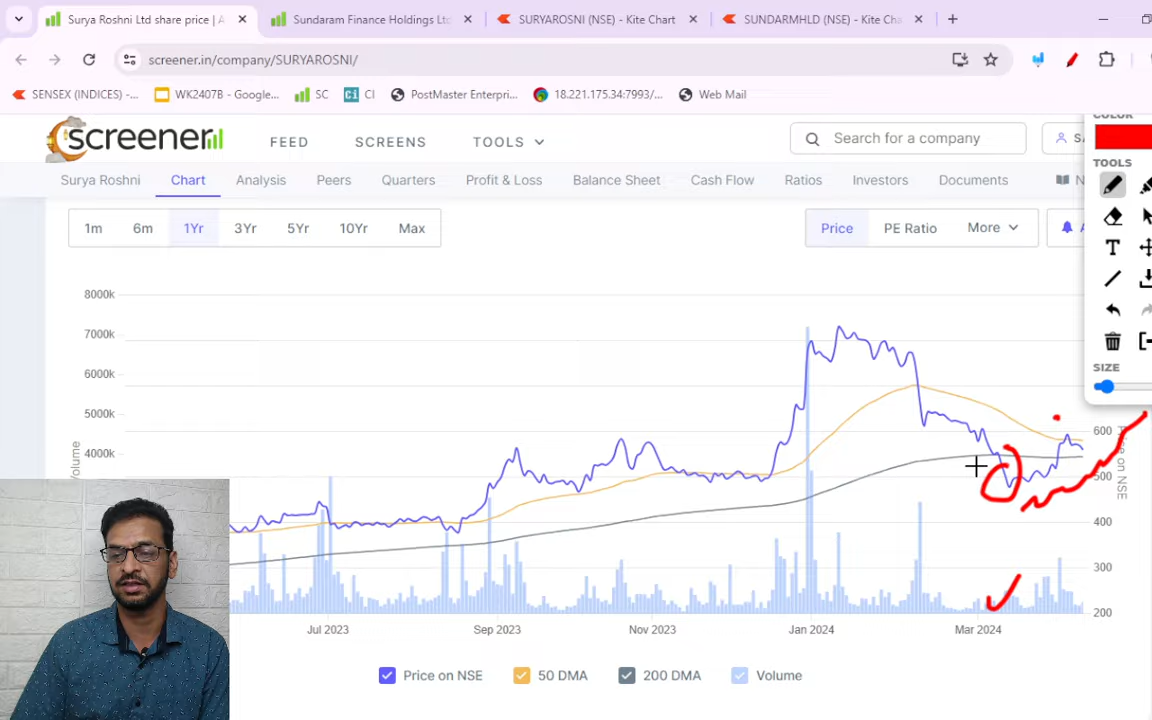 Surya Roshni Ltd share price | A
Sundaram Finance Holdings Ltd
SURYAROSNI (NSE) - Kite Chart
SUNDARMHLD (NSE) - Kite Cha
screener.in/company/SURYAROSNI/
SENSEX (INDICES) -...
WK2407B - Google...
SC
Ci CI
PostMaster Enterpri...
18.221.175.34:7993/...
Web Mail
screener
FEED
SCREENS
TOOLS
Search for a company
SA
Surya Roshni
Chart
Analysis
Peers
Quarters
Profit & Loss
Balance Sheet
Cash Flow
Ratios
Investors
Documents
N
1m
6m
1Yr
3Yr
5Yr
10Yr
Max
Price
PE Ratio
More
A
COLOR
TOOLS
T
SIZE
8000k
7000k
6000k
5000k
4000k
Volume
600
500
400
300
200
Price on NSE
Jul 2023
Sep 2023
Nov 2023
Jan 2024
Mar 2024
Price on NSE
50 DMA
200 DMA
Volume